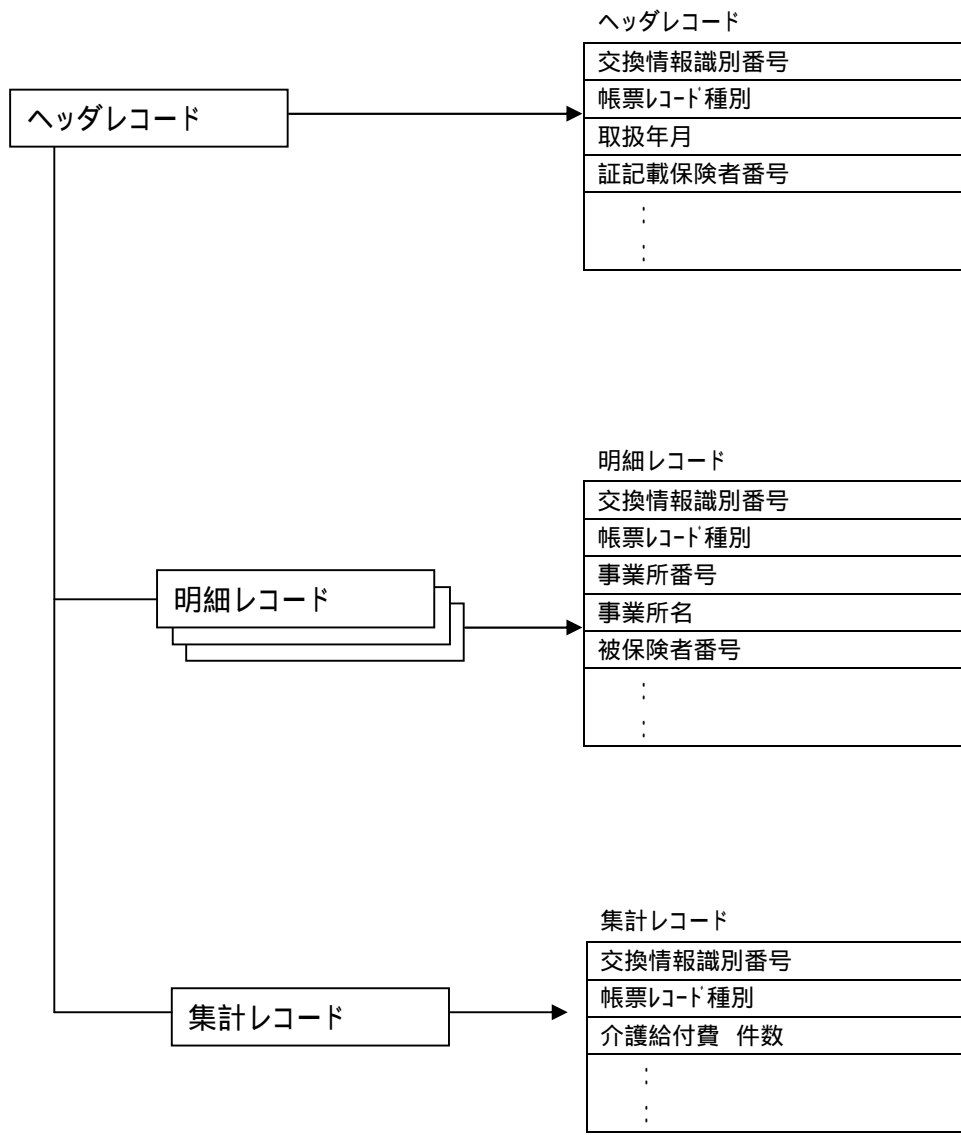 ヘッダレコード
交換情報識別番号
ヘッダレコード
帳票ﾚｺｰﾄﾞ種別
取扱年月
証記載保険者番号
:
:
明細レコード
交換情報識別番号
帳票ﾚｺｰﾄﾞ種別
事業所番号
明細レコード
事業所名
被保険者番号
:
:
集計レコード
交換情報識別番号
帳票ﾚｺｰﾄﾞ種別
集計レコード
介護給付費 件数
:
: